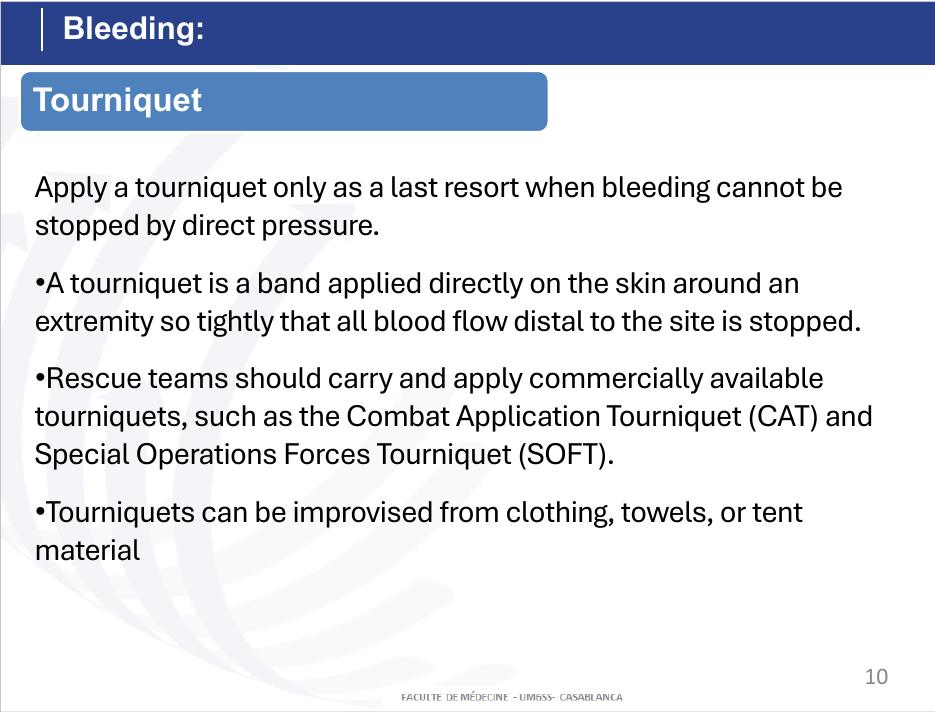 Bleeding:
Tourniquet
Apply a tourniquet only as a last resort when bleeding cannot be
stopped by direct pressure.
•A tourniquet is a band applied directly on the skin around an
extremity so tightly that all blood flow distal to the site is stopped.
•Rescue teams should carry and apply commercially available
tourniquets, such as the Combat Application Tourniquet (CAT) and
Special Operations Forces Tourniquet (SOFT).
•Tourniquets can be improvised from clothing, towels, or tent
material
10
FACULTE DE MÉDECINE - UM6SS- CASABLANCA